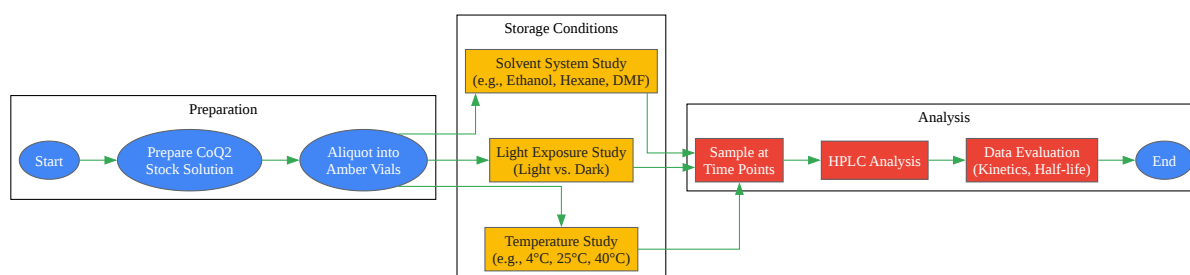 Storage Conditions
Solvent System Study
(e.g., Ethanol, Hexane, DMF)
Preparation
Analysis
Start
Prepare CoQ2
Stock Solution
Aliquot into
Amber Vials
Light Exposure Study
(Light vs. Dark)
Sample at
Time Points
HPLC Analysis
Data Evaluation
(Kinetics, Half-life)
End
Temperature Study
(e.g., 4°C, 25°C, 40°C)